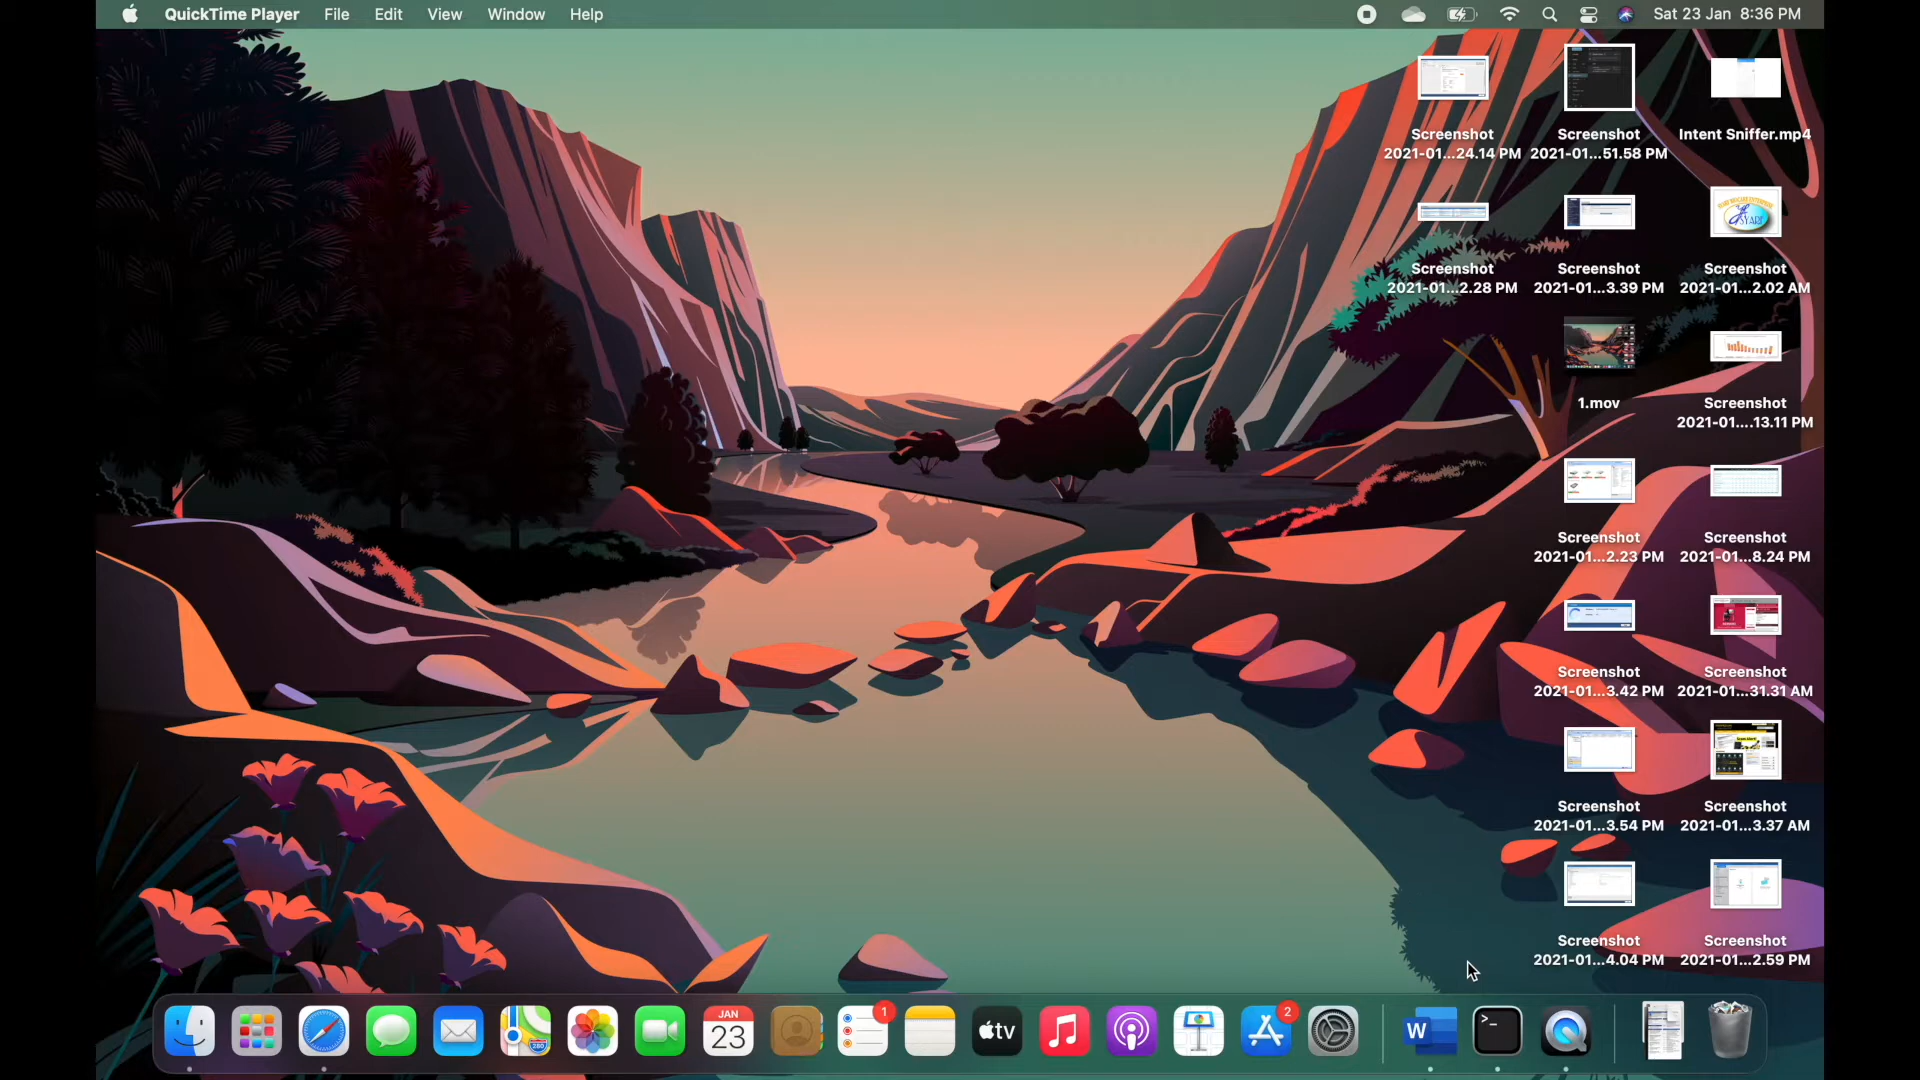 QuickTime Player File Edit View Window Help Sat 23 Jan 8:36 PM
Screenshot
2021-01...24.14 PM
Screenshot
2021-01...51.58 PM
Intent Sniffer.mp4
Screenshot
2021-01...2.28 PM
Screenshot
2021-01...3.39 PM
SYARF
Screenshot
2021-01...2.02 AM
1.mov
Screenshot
2021-01....13.11 PM
Screenshot
2021-01...2.23 PM
Screenshot
2021-01...8.24 PM
Screenshot
2021-01...3.42 PM
Screenshot
2021-01...31.31 AM
Screenshot
2021-01...3.54 PM
Screenshot
2021-01...3.37 AM
Screenshot
2021-01...4.04 PM
Screenshot
2021-01...2.59 PM
280
JAN
23
1
tv
2
W
>_